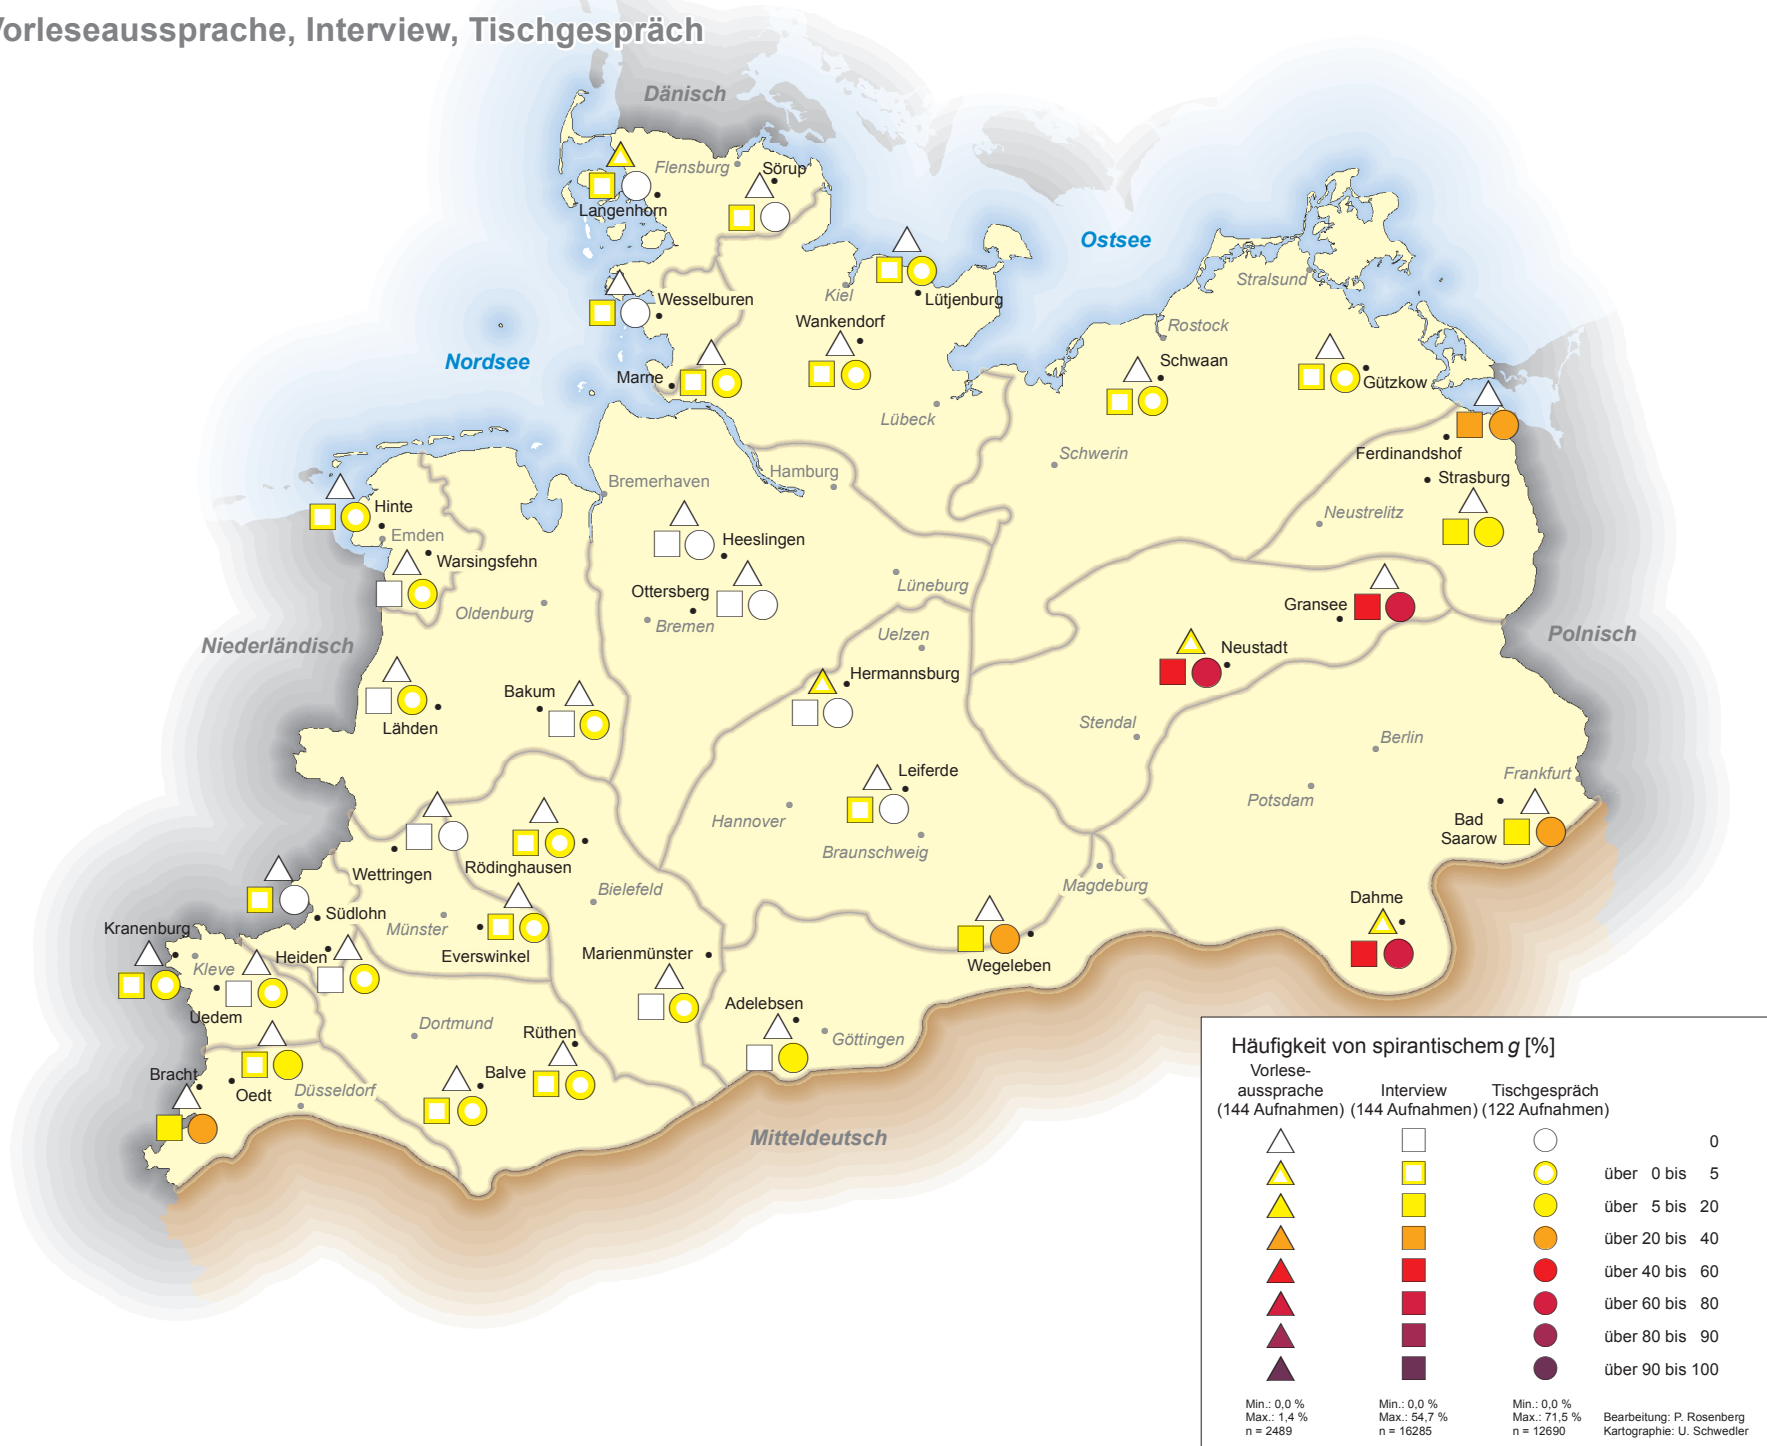 Vorleseaussprache, Interview, Tischgespräch
Dänisch
Flensburg
Sörup
Langenhorn
Ostsee
Stralsund
Wesselburen
Kiel
Lütjenburg
Wankendorf
Rostock
Nordsee
Schwaan
Marne
Gützkow
Lübeck
Schwerin
Ferdinandshof
Hamburg
Strasburg
Bremerhaven
Hinte
Neustrelitz
Emden
Heeslingen
Warsingsfehn
Lüneburg
Ottersberg
Gransee
Oldenburg
Bremen
Uelzen
Polnisch
Niederländisch
Neustadt
Hermannsburg
Bakum
Stendal
Lähden
Berlin
Leiferde
Frankfurt
Potsdam
Hannover
Bad
Saarow
Braunschweig
Rödinghausen
Wettringen
Magdeburg
Bielefeld
Dahme
Südlohn
Kranenburg
Münster
Everswinkel
Marienmünster
Heiden
Wegeleben
Kleve
Adelebsen
Uedem
Dortmund
Rüthen
Göttingen
Bracht
Balve
Oedt
Düsseldorf
Mitteldeutsch
Häufigkeit von spirantischem g [%]
Vorlese-
aussprache Interview Tischgespräch
(144 Aufnahmen) (144 Aufnahmen) (122 Aufnahmen)
0
über 0 bis 5
über 5 bis 20
über 20 bis 40
über 40 bis 60
über 60 bis 80
über 80 bis 90
über 90 bis 100
Min.: 0,0 % Min.: 0,0 % Min.: 0,0 %
Max.: 1,4 % Max.: 54,7 % Max.: 71,5 % Bearbeitung: P. Rosenberg
n = 2489 n = 16285 n = 12690 Kartographie: U. Schwedler